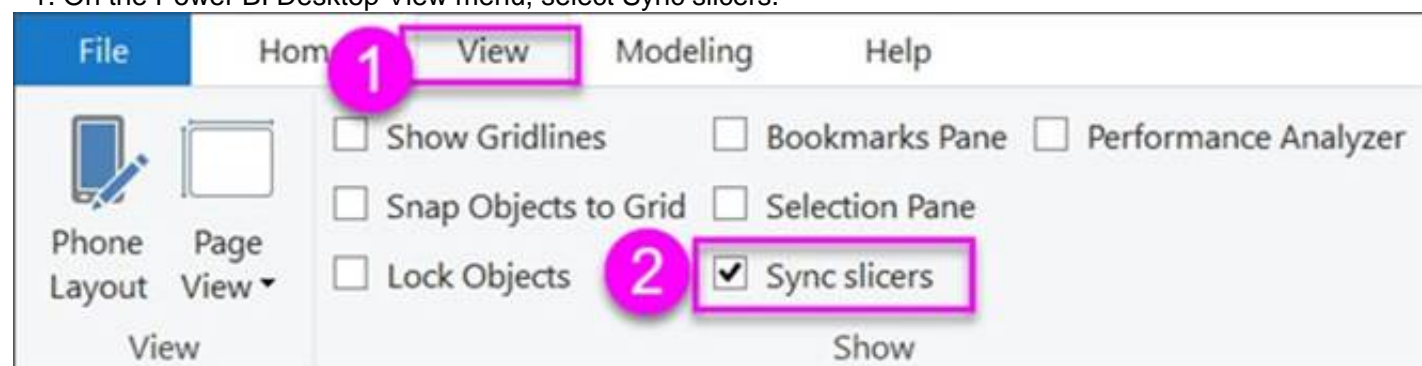 1. On the Power BI Desktop View menu, select Sync slicers.
File Hom 1 View Modeling Help
Show Gridlines Bookmarks Pane Performance Analyzer
Snap Objects to Grid Selection Pane
Phone Layout Page View Lock Objects 2 Sync slicers
View Show